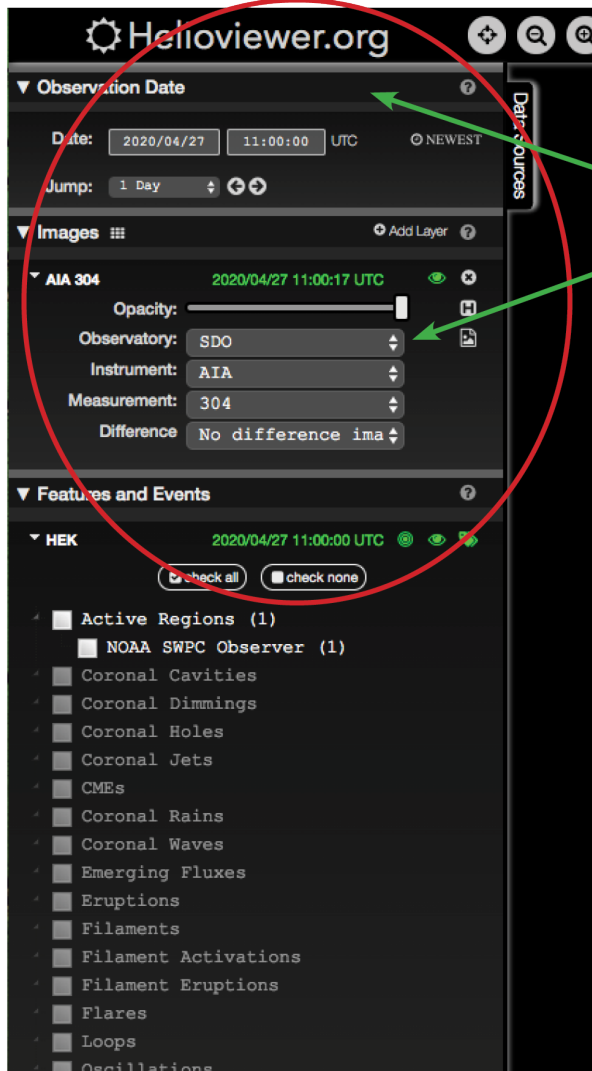 Helioviewer.org
Observation Date
Date: 2020/04/27 11:00:00 UTC NEWEST
Jump: 1 Day
Data Sources
Images Add Layer
AIA 304 2020/04/27 11:00:17 UTC
Opacity:
Observatory: SDO
Instrument: AIA
Measurement: 304
Difference No difference ima
Features and Events
HEK 2020/04/27 11:00:00 UTC
check all check none
Active Regions (1)
NOAA SWPC Observer (1)
Coronal Cavities
Coronal Dimmings
Coronal Holes
Coronal Jets
CMEs
Coronal Rains
Coronal Waves
Emerging Fluxes
Eruptions
Filaments
Filament Activations
Filament Eruptions
Flares
Loops
Oscillations